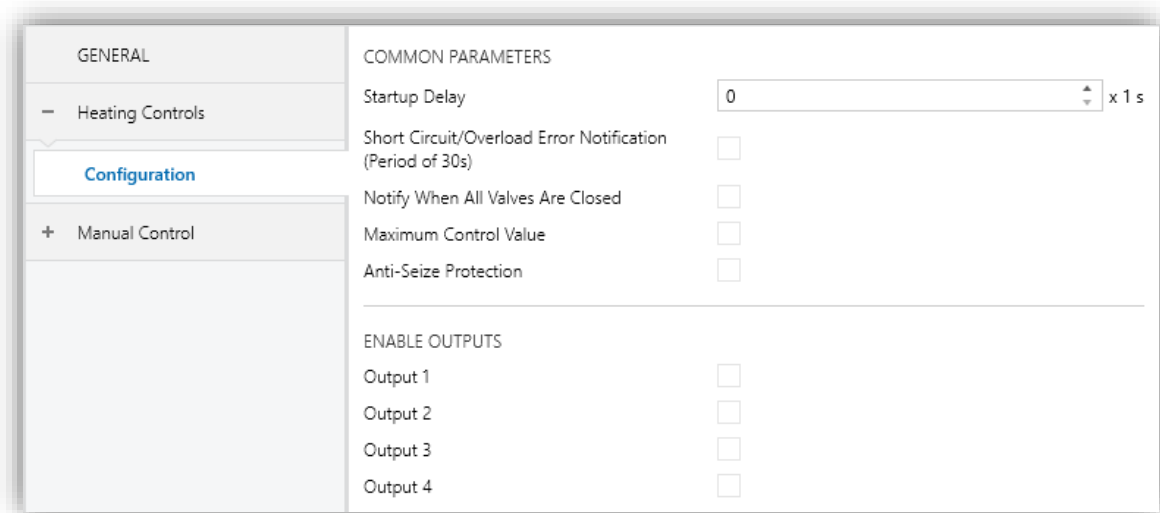 GENERAL
− Heating Controls
Configuration
+ Manual Control
COMMON PARAMETERS
Startup Delay 0 x 1 s
Short Circuit/Overload Error Notification
(Period of 30s)
Notify When All Valves Are Closed
Maximum Control Value
Anti-Seize Protection
ENABLE OUTPUTS
Output 1
Output 2
Output 3
Output 4